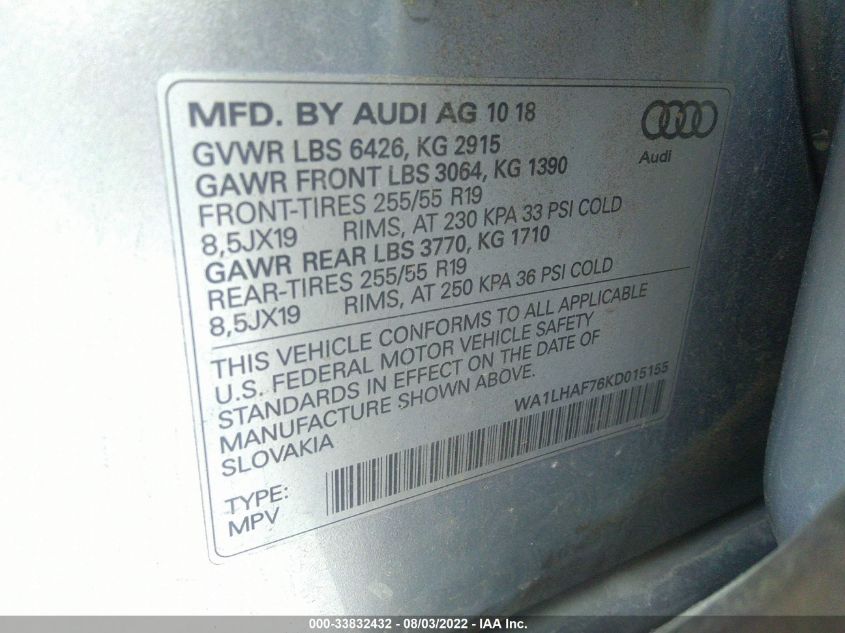 MFD. BY AUDI AG 10 18
Audi
GVWR LBS 6426, KG 2915
GAWR FRONT LBS 3064, KG 1390
FRONT-TIRES 255/55 R19
8,5JX19 RIMS, AT 230 KPA 33 PSI COLD
GAWR REAR LBS 3770, KG 1710
REAR-TIRES 255/55 R19
8,5JX19 RIMS, AT 250 KPA 36 PSI COLD
THIS VEHICLE CONFORMS TO ALL APPLICABLE
U.S. FEDERAL MOTOR VEHICLE SAFETY
STANDARDS IN EFFECT ON THE DATE OF
MANUFACTURE SHOWN ABOVE.
SLOVAKIA
WA1LHAF76KD015155
TYPE:
MPV
000-33832432 - 08/03/2022 - IAA Inc.